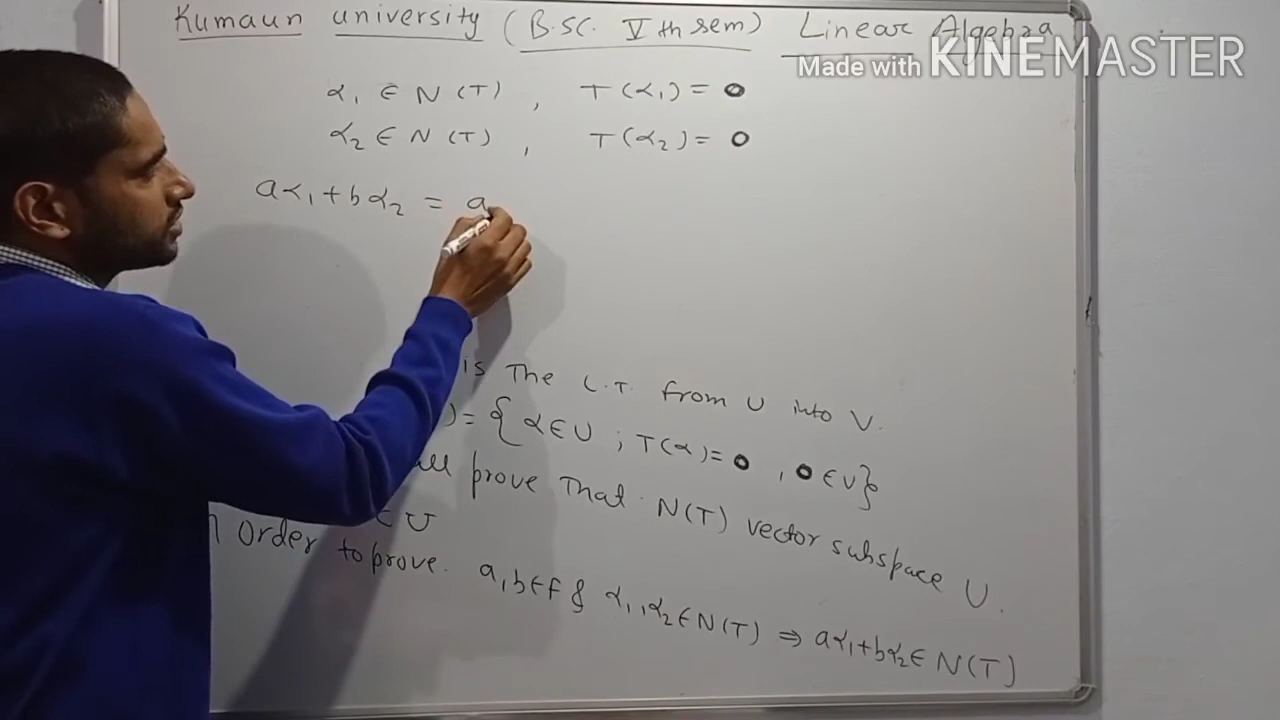 Kumaun university (B.SC. V th sem) Linear Algebra
Made with KINEMASTER
α₁ ∈ N(T) , T(α₁) = 0
α₂ ∈ N(T) , T(α₂) = 0
aα₁ + bα₂ = a
is The L.T. from U into V.
) = { α ∈ U ; T(α) = 0 , 0 ∈ V }
prove That N(T) vector subspace U.
⊂ U
order to prove. a, b ∈ F & α₁, α₂ ∈ N(T) ⇒ aα₁ + bα₂ ∈ N(T)